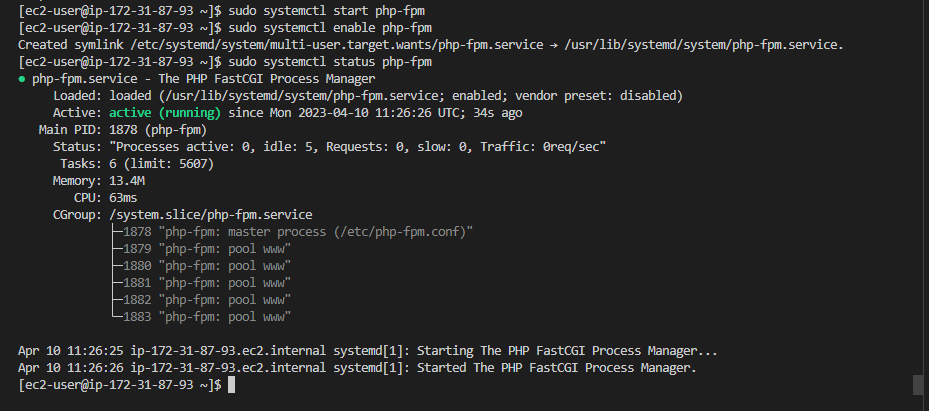 [ec2-user@ip-172-31-87-93 ~]$ sudo systemctl start php-fpm
[ec2-user@ip-172-31-87-93 ~]$ sudo systemctl enable php-fpm
Created symlink /etc/systemd/system/multi-user.target.wants/php-fpm.service → /usr/lib/systemd/system/php-fpm.service.
[ec2-user@ip-172-31-87-93 ~]$ sudo systemctl status php-fpm
● php-fpm.service - The PHP FastCGI Process Manager
     Loaded: loaded (/usr/lib/systemd/system/php-fpm.service; enabled; vendor preset: disabled)
     Active: active (running) since Mon 2023-04-10 11:26:26 UTC; 34s ago
   Main PID: 1878 (php-fpm)
     Status: "Processes active: 0, idle: 5, Requests: 0, slow: 0, Traffic: 0req/sec"
      Tasks: 6 (limit: 5607)
     Memory: 13.4M
        CPU: 63ms
     CGroup: /system.slice/php-fpm.service
             ├─1878 "php-fpm: master process (/etc/php-fpm.conf)"
             ├─1879 "php-fpm: pool www"
             ├─1880 "php-fpm: pool www"
             ├─1881 "php-fpm: pool www"
             ├─1882 "php-fpm: pool www"
             └─1883 "php-fpm: pool www"

Apr 10 11:26:25 ip-172-31-87-93.ec2.internal systemd[1]: Starting The PHP FastCGI Process Manager...
Apr 10 11:26:26 ip-172-31-87-93.ec2.internal systemd[1]: Started The PHP FastCGI Process Manager.
[ec2-user@ip-172-31-87-93 ~]$